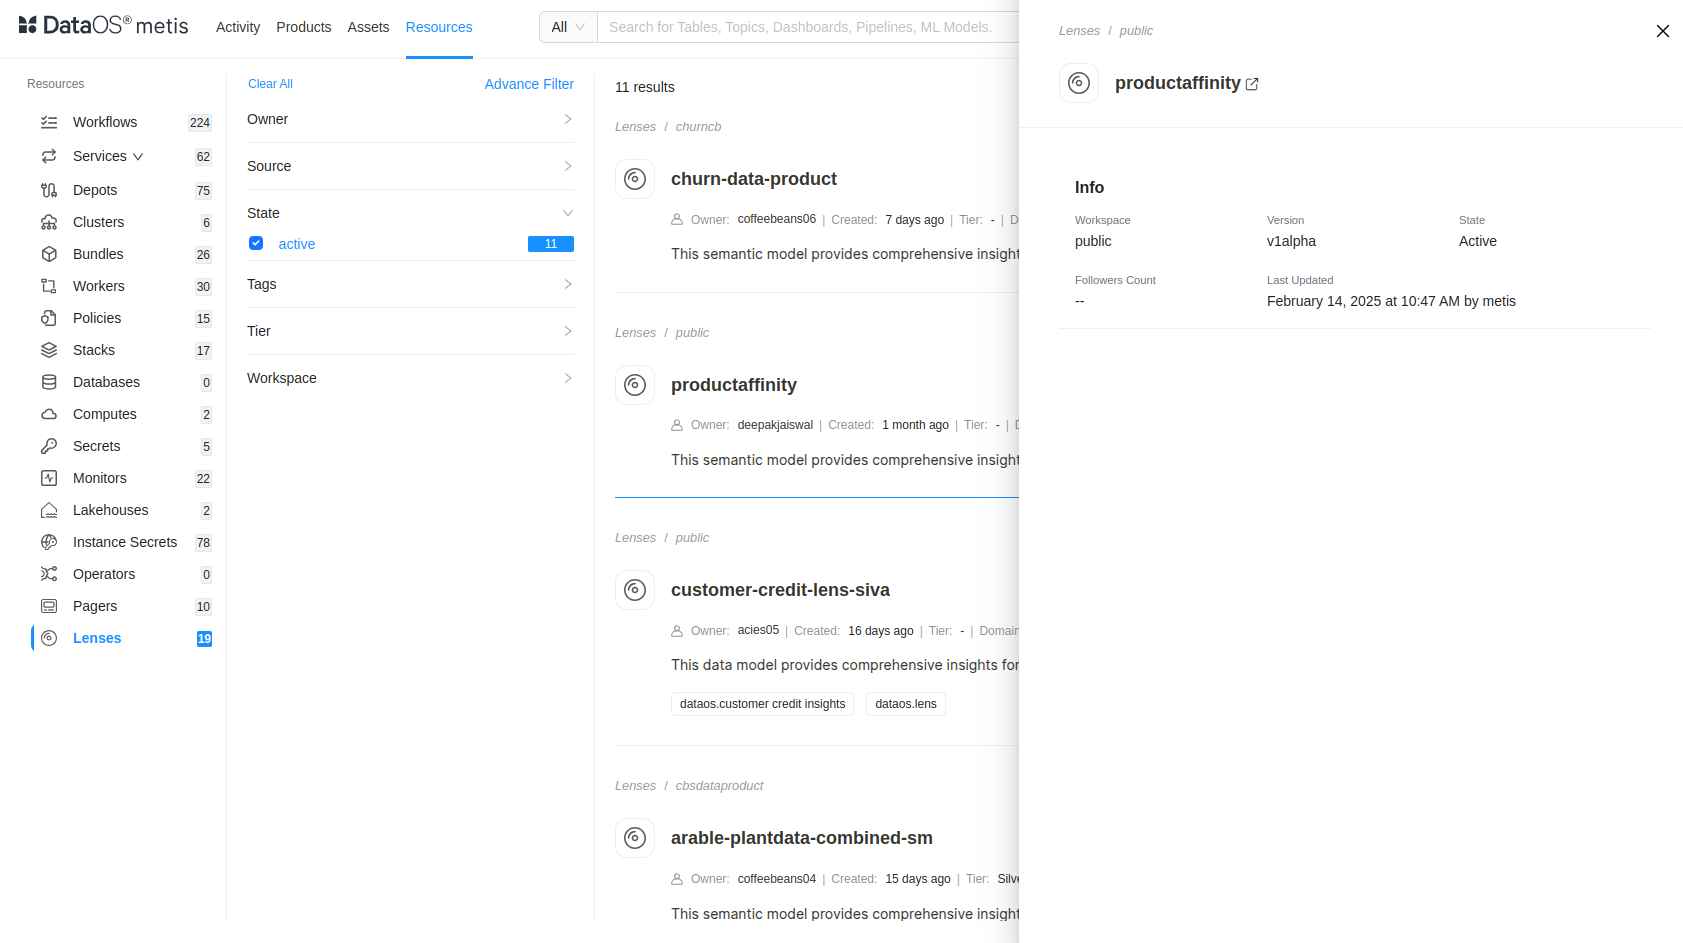 DataOS® metis
Activity Products Assets Resources
All Search for Tables, Topics, Dashboards, Pipelines, ML Models.
Resources
Workflows 224
Services 62
Depots 75
Clusters 6
Bundles 26
Workers 30
Policies 15
Stacks 17
Databases 0
Computes 2
Secrets 5
Monitors 22
Lakehouses 2
Instance Secrets 78
Operators 0
Pagers 10
Lenses 19
Clear All Advance Filter
Owner
Source
State
active 11
Tags
Tier
Workspace
11 results
Lenses / churncb
churn-data-product
Owner: coffeebeans06 | Created: 7 days ago | Tier: - | D
This semantic model provides comprehensive insight
Lenses / public
productaffinity
Owner: deepakjaiswal | Created: 1 month ago | Tier: - |
This semantic model provides comprehensive insight
Lenses / public
customer-credit-lens-siva
Owner: acies05 | Created: 16 days ago | Tier: - | Domain
This data model provides comprehensive insights for
dataos.customer credit insights dataos.lens
Lenses / cbsdataproduct
arable-plantdata-combined-sm
Owner: coffeebeans04 | Created: 15 days ago | Tier: Silve
This semantic model provides comprehensive insight
Lenses / public
productaffinity
Info
Workspace Version State
public v1alpha Active
Followers Count Last Updated
-- February 14, 2025 at 10:47 AM by metis